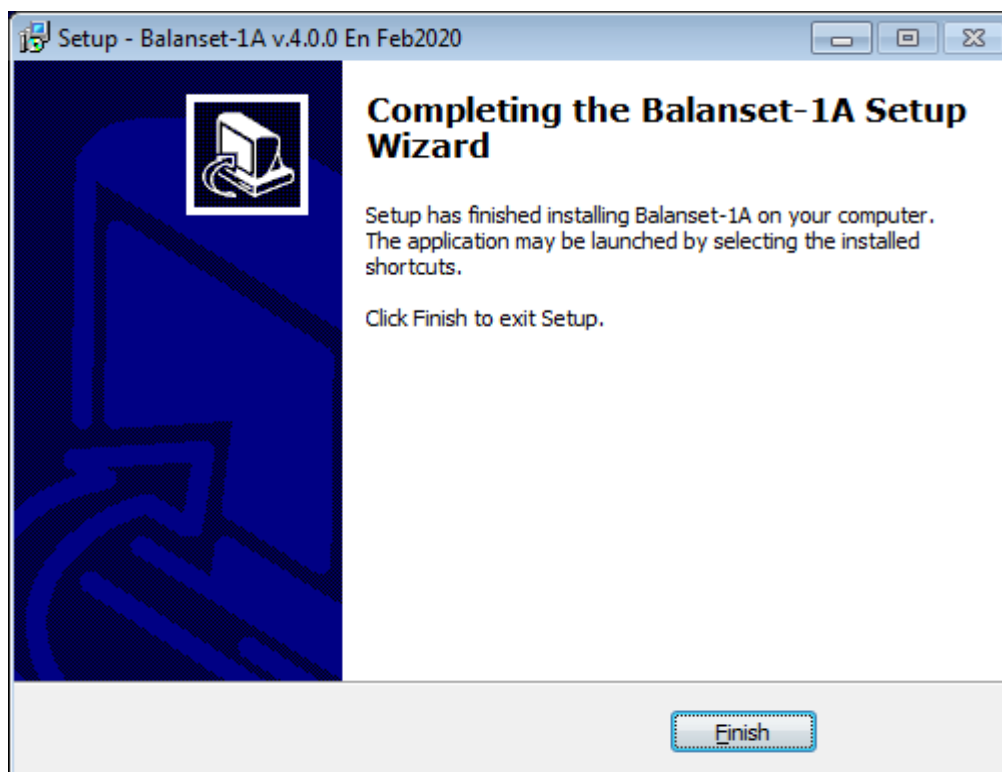 Setup - Balanset-1A v.4.0.0 En Feb2020
Completing the Balanset-1A Setup
Wizard
Setup has finished installing Balanset-1A on your computer.
The application may be launched by selecting the installed
shortcuts.
Click Finish to exit Setup.
Finish